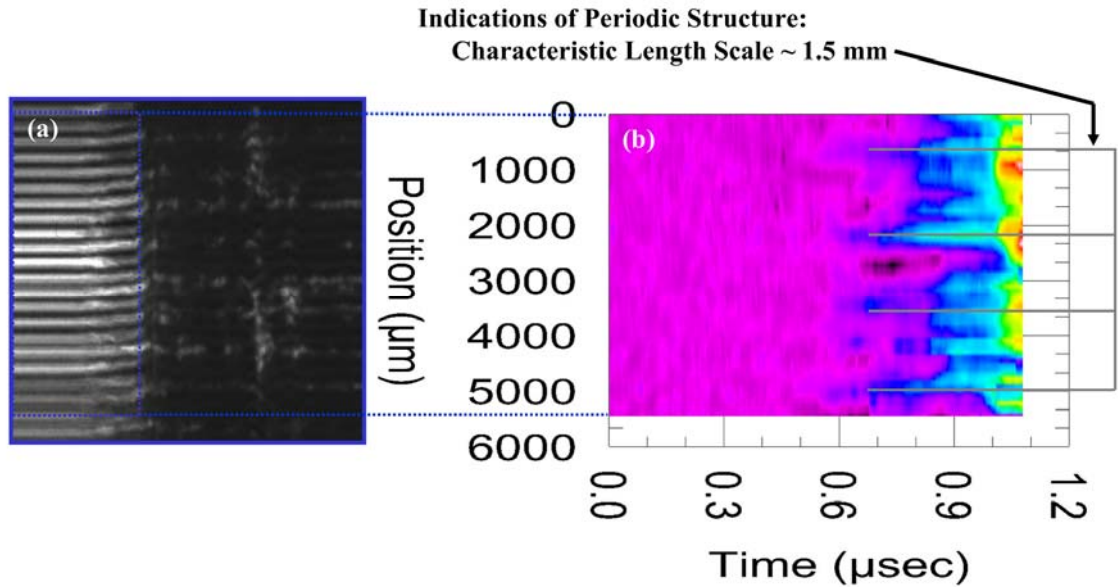 Indications of Periodic Structure:
Characteristic Length Scale ~ 1.5 mm
(a)
(b)
Position (µm)
0
1000
2000
3000
4000
5000
6000
0.0
0.3
0.6
0.9
1.2
Time (µsec)